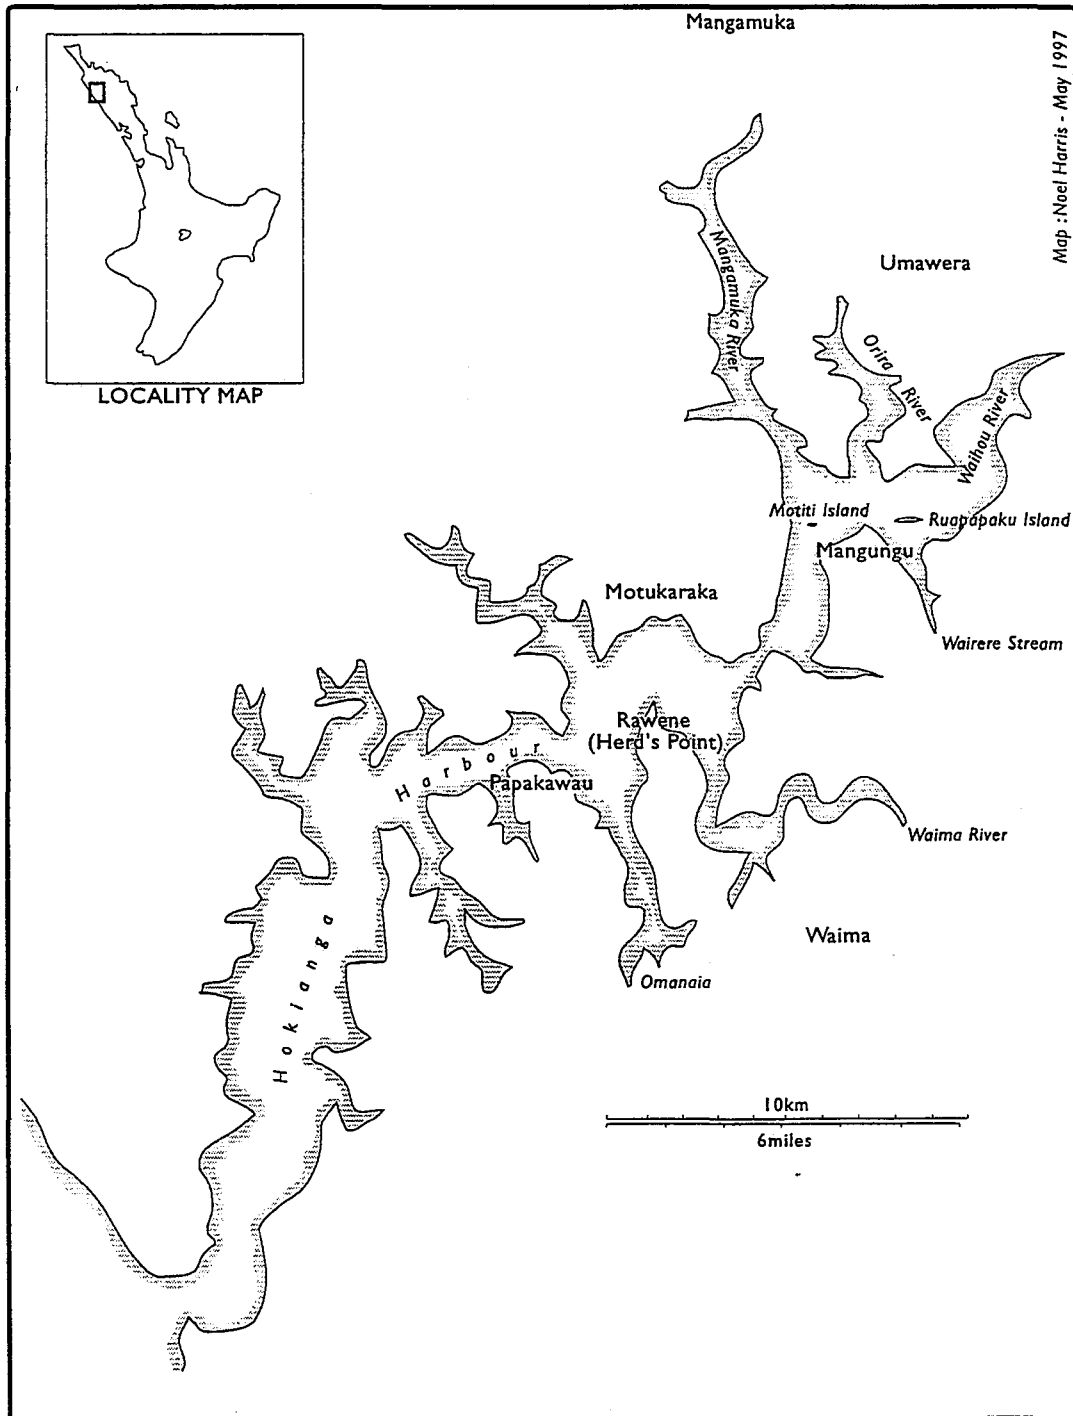 Mangamuka
Map : Noel Harris - May 1997
LOCALITY MAP
Umawera
Mangamuka River
Orira River
Waihou River
Motiti Island
Ruapapaku Island
Mangungu
Motukaraka
Wairere Stream
Rawene
(Herd's Point)
Hokianga Harbour
Papakawau
Waima River
Waima
Omanaia
10km
6miles